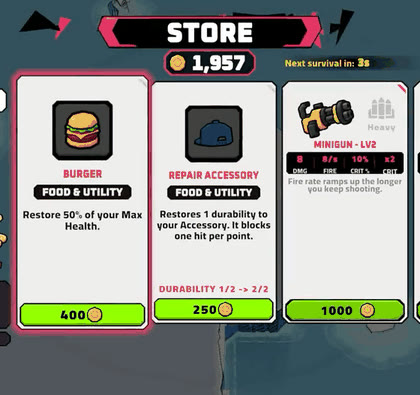 STORE
1,957
Next survival in: 3s
BURGER
FOOD & UTILITY
Restore 50% of your Max
Health.
400
REPAIR ACCESSORY
FOOD & UTILITY
Restores 1 durability to
your Accessory. It blocks
one hit per point.
DURABILITY 1/2 -> 2/2
250
Heavy
MINIGUN - LV2
8 8/s 10% x2
DMG FIRE CRIT % CRIT
Fire rate ramps up the longer
you keep shooting.
1000